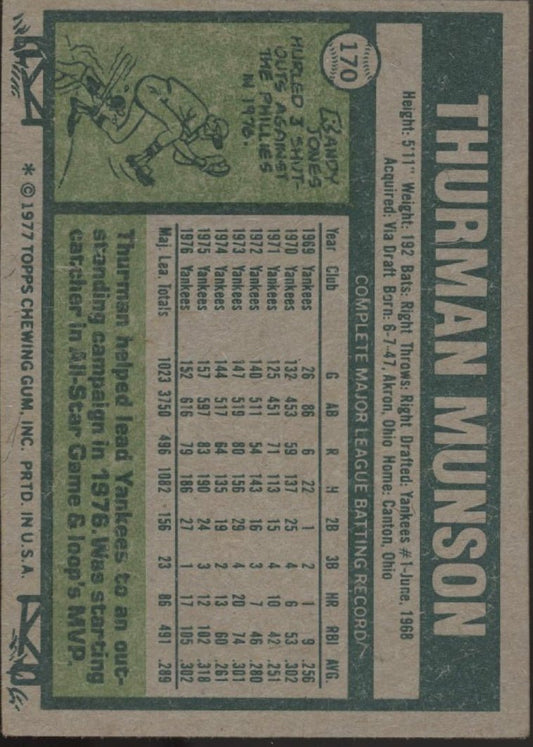 170
THURMAN MUNSON
Height: 5'11" Weight: 192 Bats: Right Throws: Right Drafted: Yankees #1-June, 1968
Acquired: Via Draft Born: 6-7-47, Akron, Ohio Home: Canton, Ohio
COMPLETE MAJOR LEAGUE BATTING RECORD
Year Club G AB R H 2B 3B HR RBI AVG.
1969 Yankees 26 86 6 22 1 2 1 9 .256
1970 Yankees 132 453 59 137 25 4 6 53 .302
1971 Yankees 125 451 71 113 15 4 10 42 .251
1972 Yankees 140 511 54 143 16 3 7 46 .280
1973 Yankees 147 519 80 156 29 4 20 74 .301
1974 Yankees 144 517 64 135 19 2 13 60 .261
1975 Yankees 157 597 83 190 24 3 12 102 .318
1976 Yankees 152 616 79 186 27 1 17 105 .302
Maj. Lea. Totals 1023 3750 496 1082 156 23 86 491 .289
RANDY
JONES
HURLED 3 SHUT-
OUTS AGAINST
THE PHILLIES
IN 1976.
Thurman helped lead Yankees to an out-
standing campaign in 1976. Was starting
catcher in All-Star Game & loop's MVP
* © 1977 TOPPS CHEWING GUM, INC. PRTD. IN U.S.A.